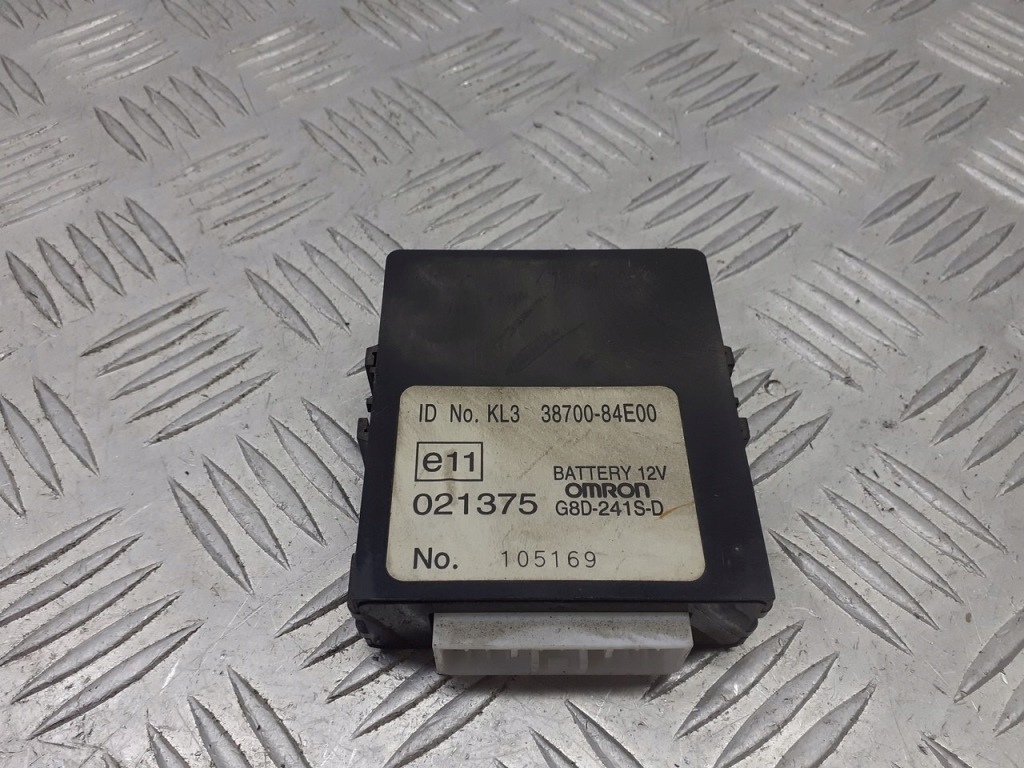 ID No. KL3 38700-84E00
e11
BATTERY 12V
OMRON
021375 G8D-241S-D
No. 105169